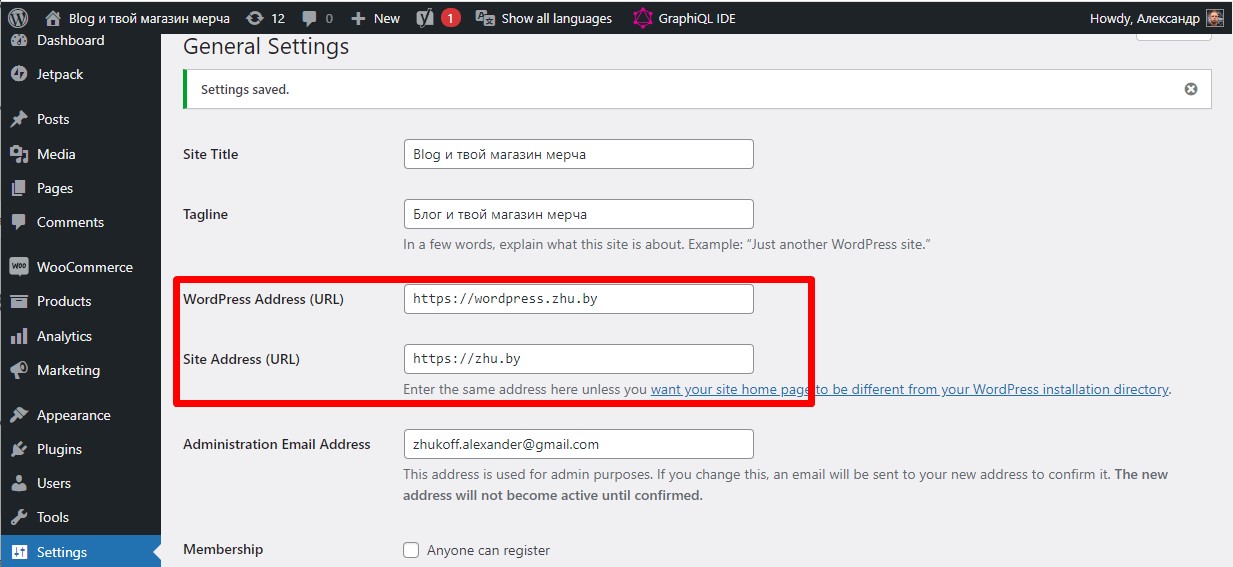 Blog и твой магазин мерча 12 0 + New 1 Show all languages GraphiQL IDE Howdy, Александр
Dashboard
Jetpack
Posts
Media
Pages
Comments
WooCommerce
Products
Analytics
Marketing
Appearance
Plugins
Users
Tools
Settings
General Settings
Settings saved.
Site Title Blog и твой магазин мерча
Tagline Блог и твой магазин мерча
In a few words, explain what this site is about. Example: “Just another WordPress site.”
WordPress Address (URL) https://wordpress.zhu.by
Site Address (URL) https://zhu.by
Enter the same address here unless you want your site home page to be different from your WordPress installation directory.
Administration Email Address zhukoff.alexander@gmail.com
This address is used for admin purposes. If you change this, an email will be sent to your new address to confirm it. The new
address will not become active until confirmed.
Membership Anyone can register